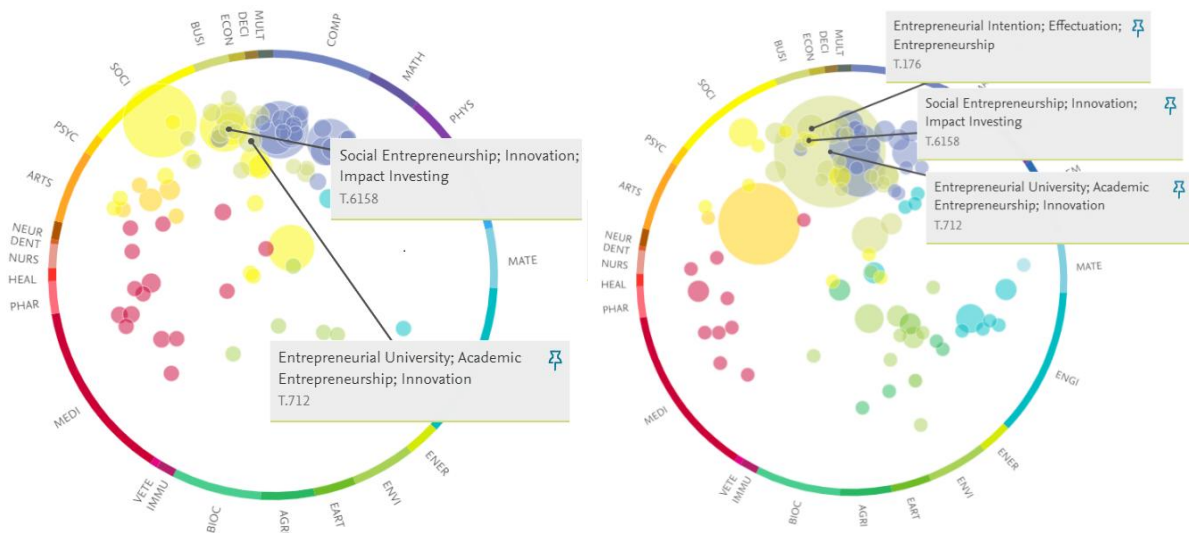 MULT
DECI
ECON
BUSI
COMP
MATH
PHYS
SOCI
PSYC
ARTS
NEUR
DENT
NURS
HEAL
PHAR
MEDI
VETE
IMMU
BIOC
AGRI
EART
ENVI
ENER
MATE
Social Entrepreneurship; Innovation;
Impact Investing
T.6158
Entrepreneurial University; Academic
Entrepreneurship; Innovation
T.712
MULT
DECI
ECON
BUSI
SOCI
PSYC
ARTS
NEUR
DENT
NURS
HEAL
PHAR
MEDI
VETE
IMMU
BIOC
AGRI
EART
ENVI
ENER
ENGI
MATE
Entrepreneurial Intention; Effectuation;
Entrepreneurship
T.176
Social Entrepreneurship; Innovation;
Impact Investing
T.6158
Entrepreneurial University; Academic
Entrepreneurship; Innovation
T.712